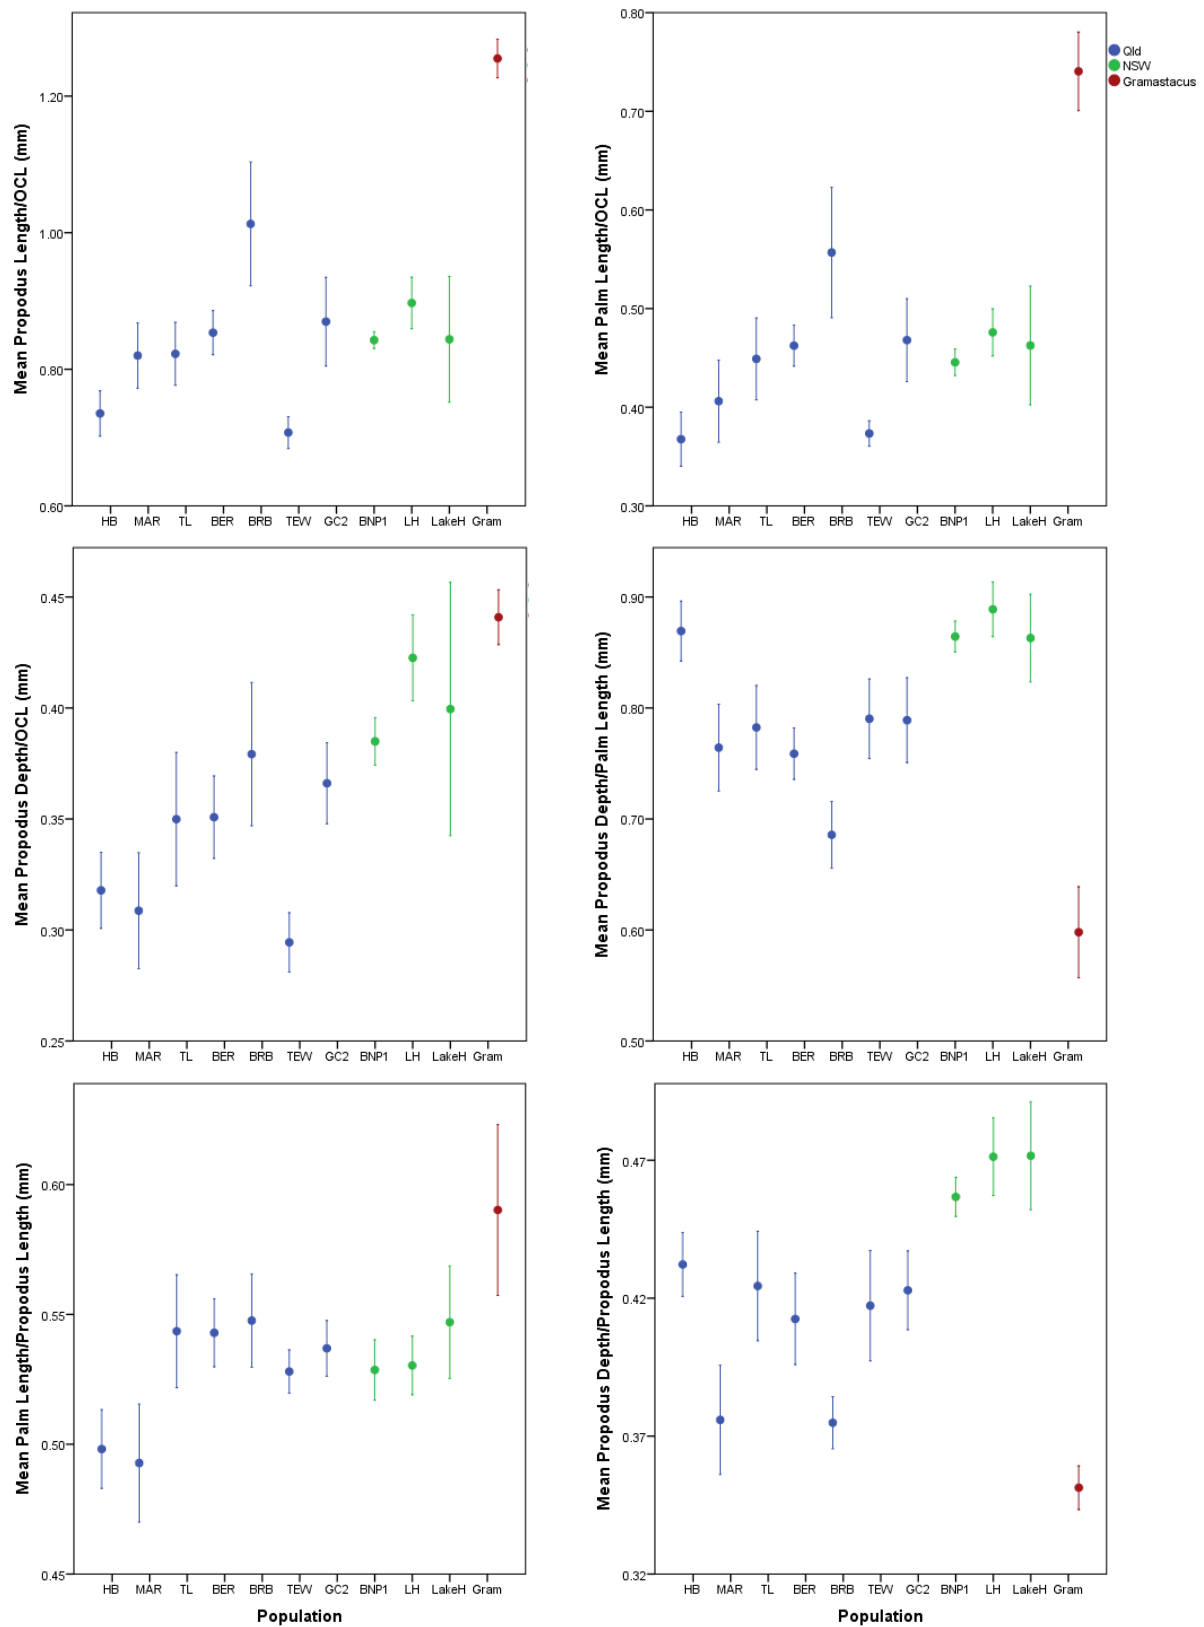 Mean Propodus Length/OCL (mm)
1.20
1.00
0.80
0.60
HB MAR TL BER BRB TEW GC2 BNP1 LH LakeH Gram
Mean Palm Length/OCL (mm)
0.80
0.70
0.60
0.50
0.40
0.30
HB MAR TL BER BRB TEW GC2 BNP1 LH LakeH Gram
Qld
NSW
Gramastacus
Mean Propodus Depth/OCL (mm)
0.45
0.40
0.35
0.30
0.25
HB MAR TL BER BRB TEW GC2 BNP1 LH LakeH Gram
Mean Propodus Depth/Palm Length (mm)
0.90
0.80
0.70
0.60
0.50
HB MAR TL BER BRB TEW GC2 BNP1 LH LakeH Gram
Mean Palm Length/Propodus Length (mm)
0.60
0.55
0.50
0.45
HB MAR TL BER BRB TEW GC2 BNP1 LH LakeH Gram
Population
Mean Propodus Depth/Propodus Length (mm)
0.47
0.42
0.37
0.32
HB MAR TL BER BRB TEW GC2 BNP1 LH LakeH Gram
Population